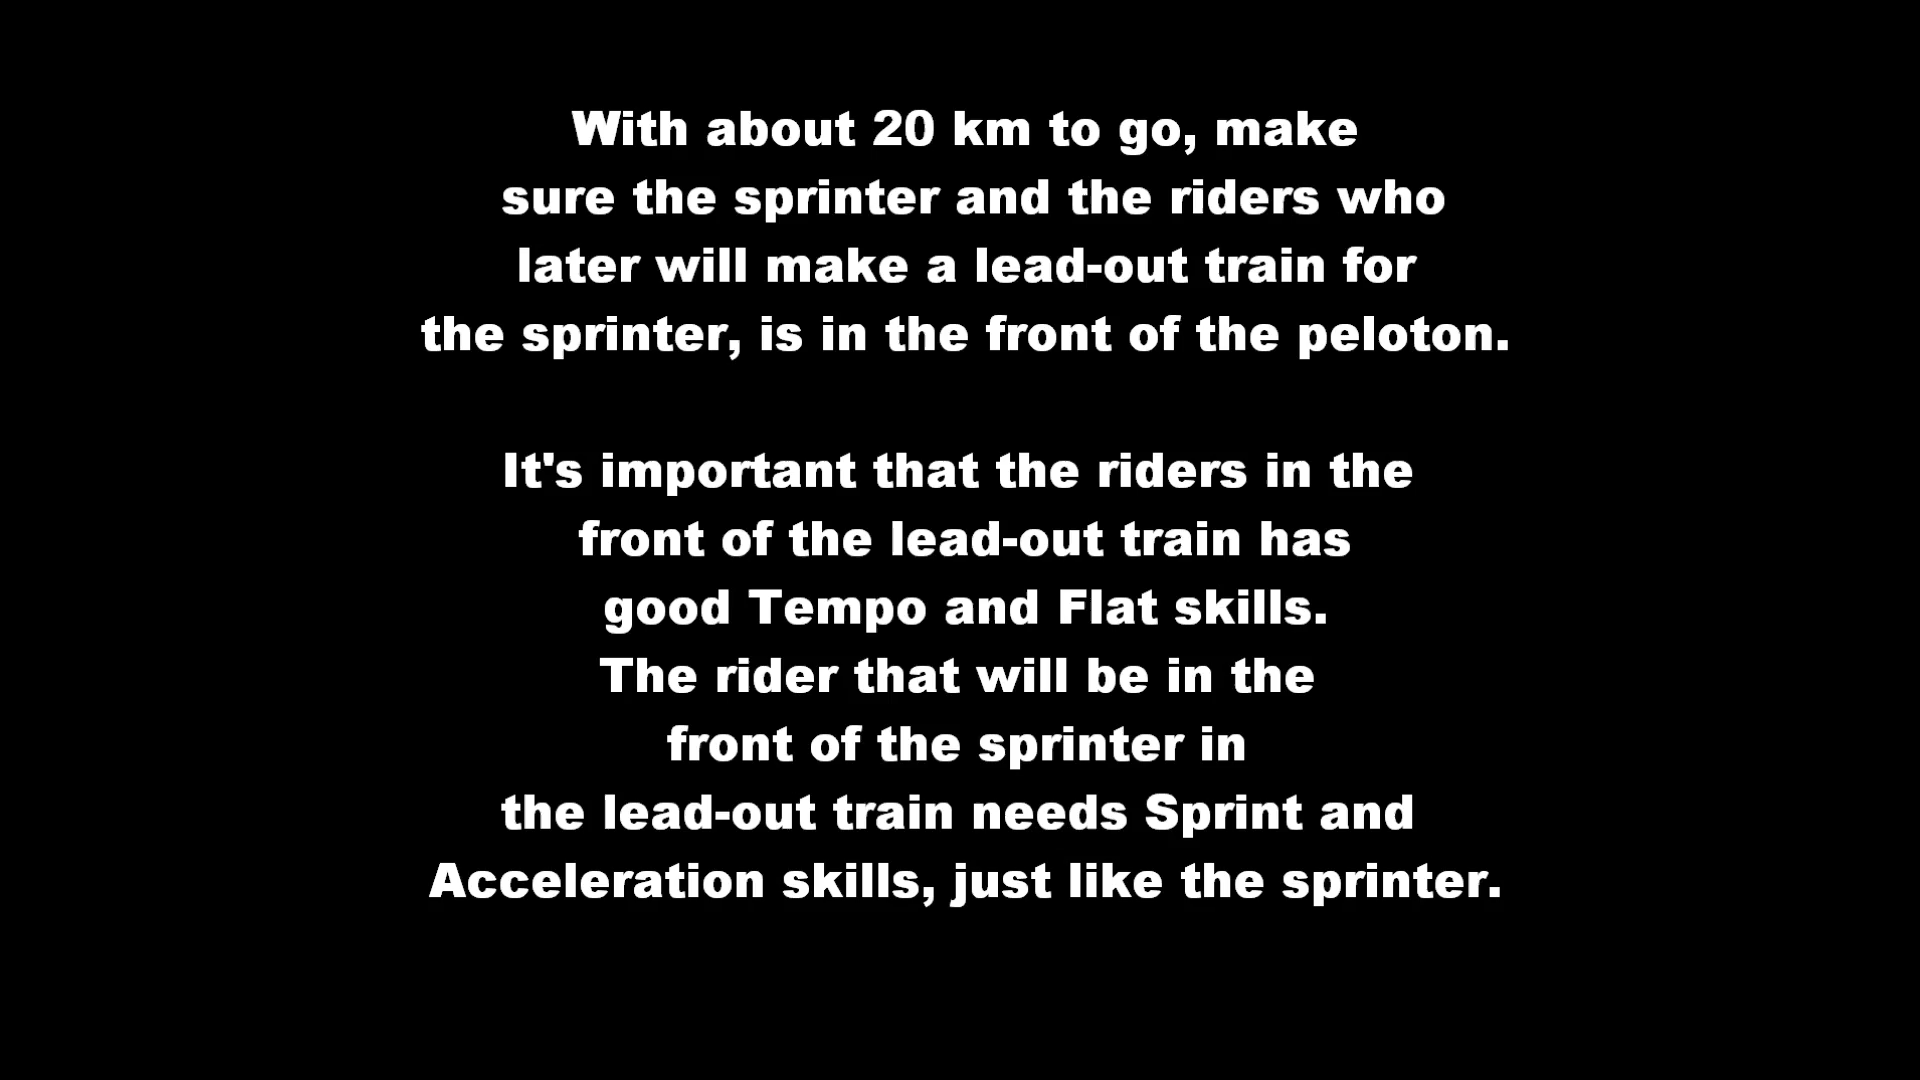 With about 20 km to go, make
sure the sprinter and the riders who
later will make a lead-out train for
the sprinter, is in the front of the peloton.
It's important that the riders in the
front of the lead-out train has
good Tempo and Flat skills.
The rider that will be in the
front of the sprinter in
the lead-out train needs Sprint and
Acceleration skills, just like the sprinter.